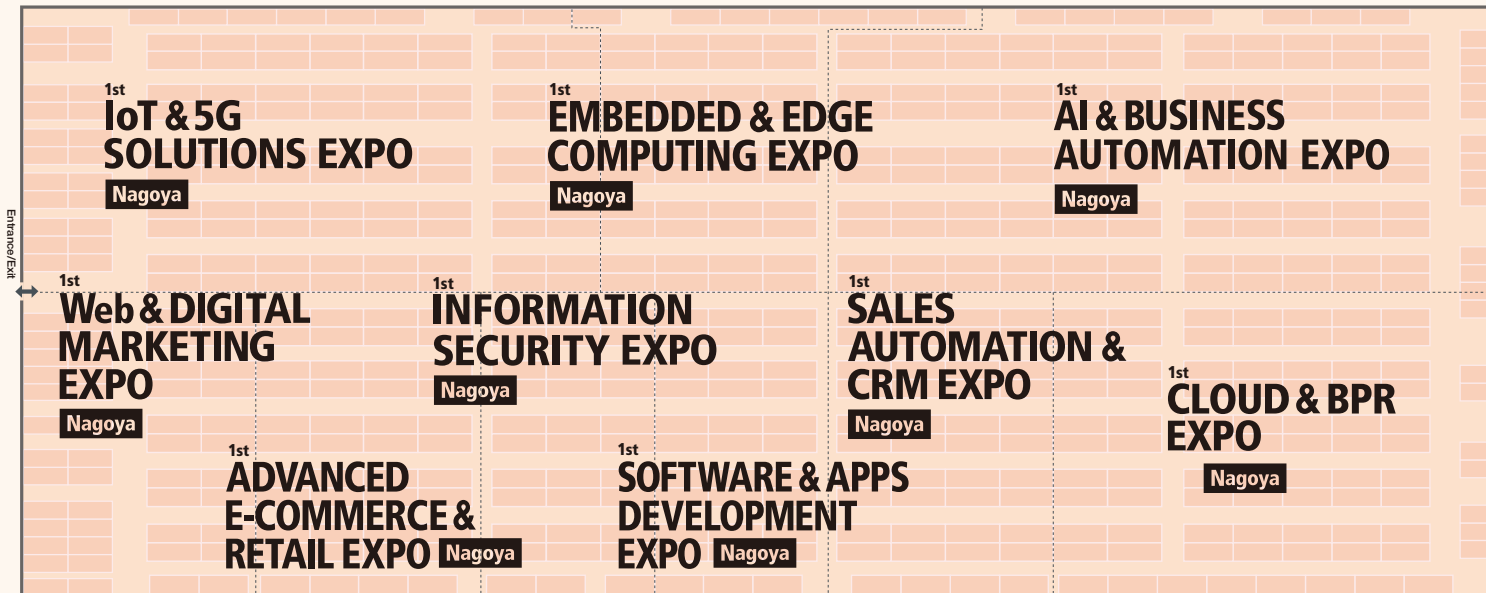 1st
IoT & 5G
SOLUTIONS EXPO
Nagoya
1st
EMBEDDED & EDGE
COMPUTING EXPO
Nagoya
1st
AI & BUSINESS
AUTOMATION EXPO
Nagoya
Entrance/Exit
1st
Web & DIGITAL
MARKETING
EXPO
Nagoya
1st
INFORMATION
SECURITY EXPO
Nagoya
1st
SALES
AUTOMATION &
CRM EXPO
Nagoya
1st
CLOUD & BPR
EXPO
Nagoya
1st
ADVANCED
E-COMMERCE &
RETAIL EXPO Nagoya
1st
SOFTWARE & APPS
DEVELOPMENT
EXPO Nagoya